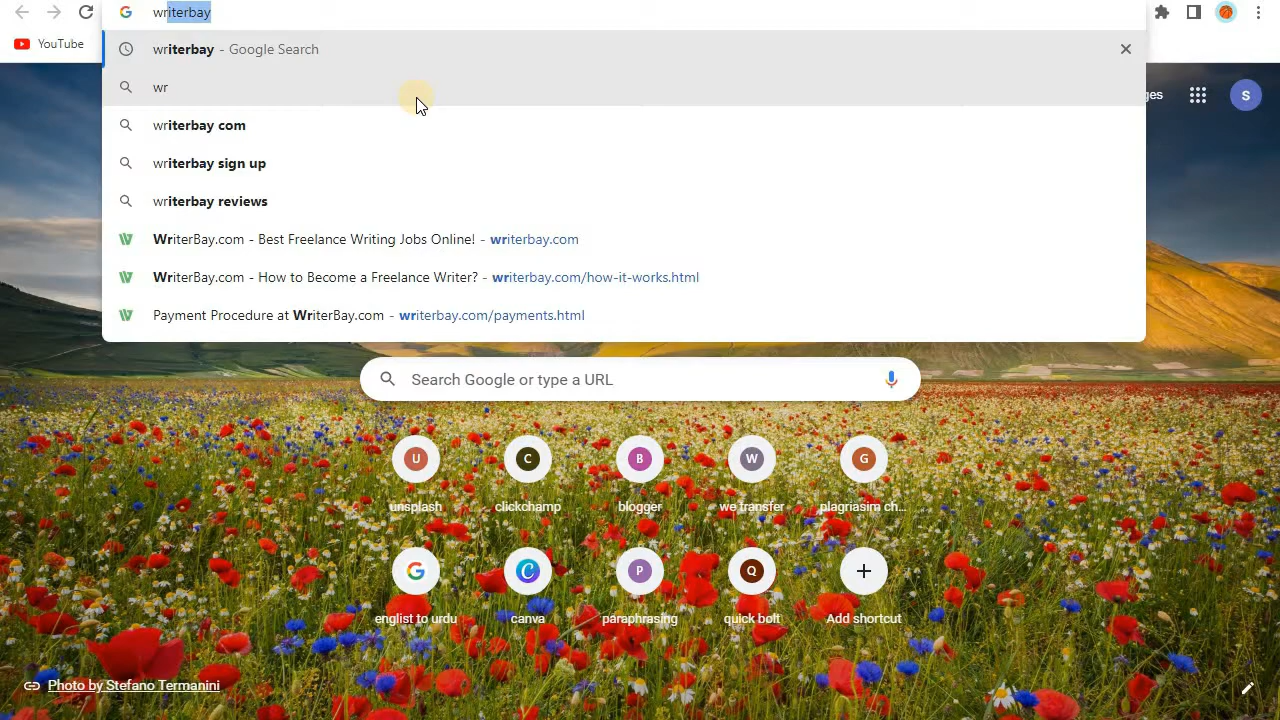 writerbay
YouTube
writerbay - Google Search
wr
writerbay com
writerbay sign up
writerbay reviews
WriterBay.com - Best Freelance Writing Jobs Online! - writerbay.com
WriterBay.com - How to Become a Freelance Writer? - writerbay.com/how-it-works.html
Payment Procedure at WriterBay.com - writerbay.com/payments.html
ges
S
Search Google or type a URL
U
C
B
W
G
unsplash
clickchamp
blogger
we transfer
plagriasim ch...
P
Q
englist to urdu
canva
paraphrasing
quick bolt
Add shortcut
Photo by Stefano Termanini